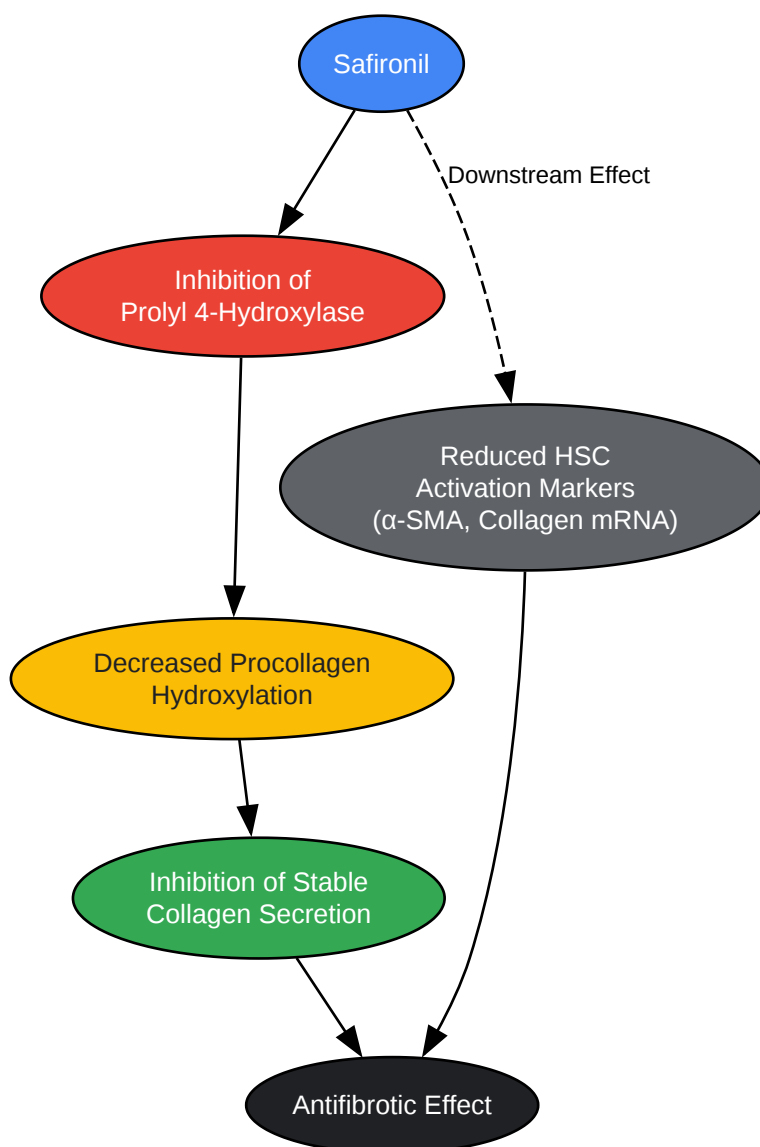 Safironil
Downstream Effect
Inhibition of
Prolyl 4-Hydroxylase
Reduced HSC
Activation Markers
(α-SMA, Collagen mRNA)
Decreased Procollagen
Hydroxylation
Inhibition of Stable
Collagen Secretion
Antifibrotic Effect